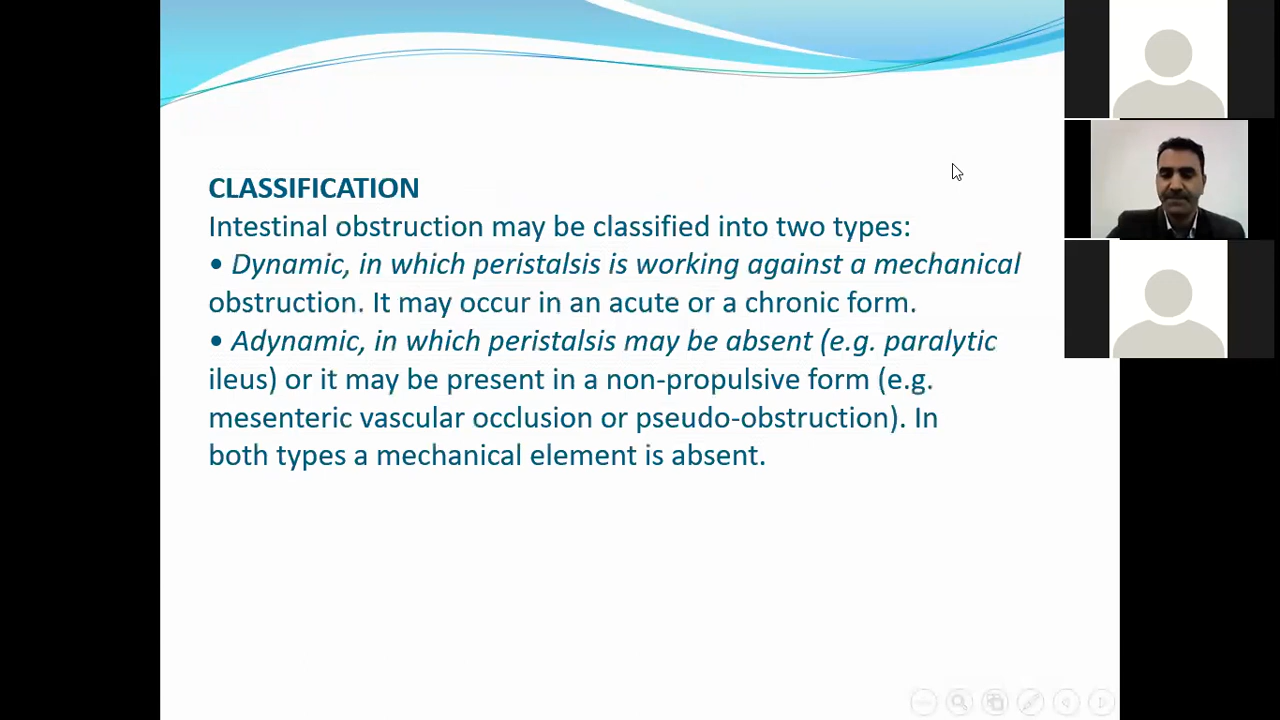 CLASSIFICATION
Intestinal obstruction may be classified into two types:
• Dynamic, in which peristalsis is working against a mechanical
obstruction. It may occur in an acute or a chronic form.
• Adynamic, in which peristalsis may be absent (e.g. paralytic
ileus) or it may be present in a non-propulsive form (e.g.
mesenteric vascular occlusion or pseudo-obstruction). In
both types a mechanical element is absent.